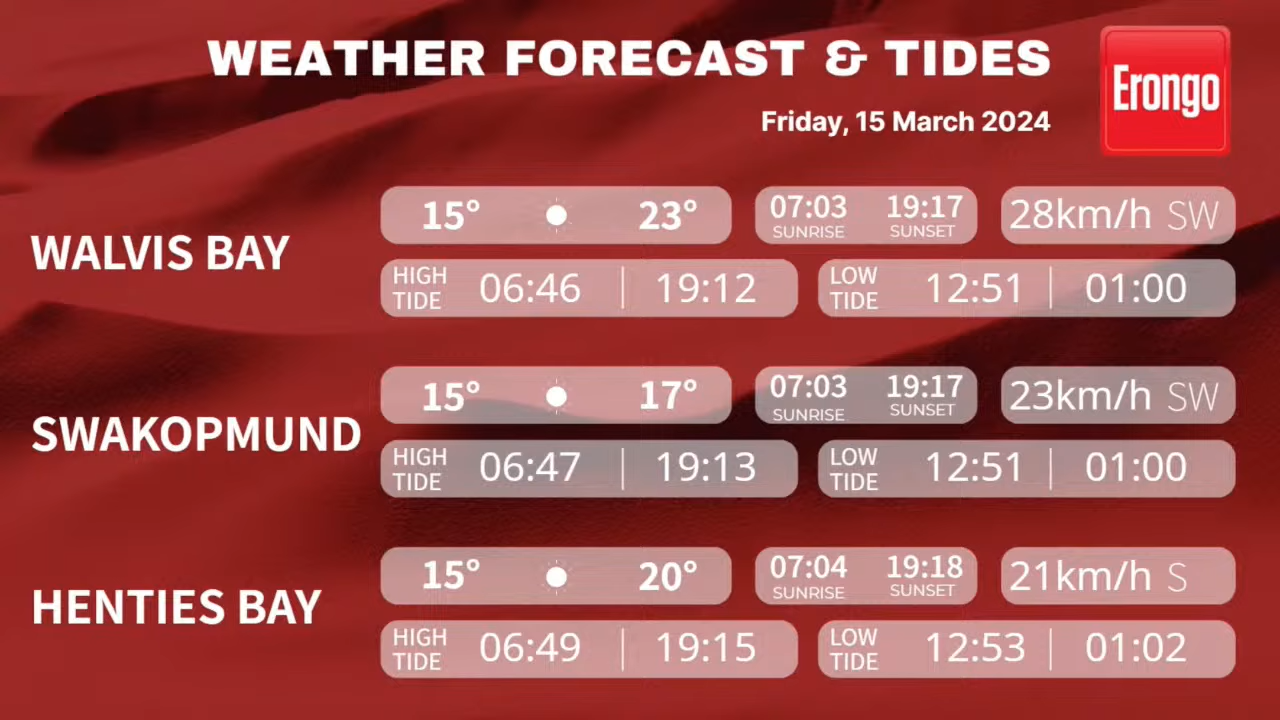 WEATHER FORECAST & TIDES
Erongo
Friday, 15 March 2024
WALVIS BAY
15° 23°
07:03 19:17
SUNRISE SUNSET
28km/h SW
HIGH TIDE 06:46 | 19:12
LOW TIDE 12:51 | 01:00
SWAKOPMUND
15° 17°
07:03 19:17
SUNRISE SUNSET
23km/h SW
HIGH TIDE 06:47 | 19:13
LOW TIDE 12:51 | 01:00
HENTIES BAY
15° 20°
07:04 19:18
SUNRISE SUNSET
21km/h S
HIGH TIDE 06:49 | 19:15
LOW TIDE 12:53 | 01:02